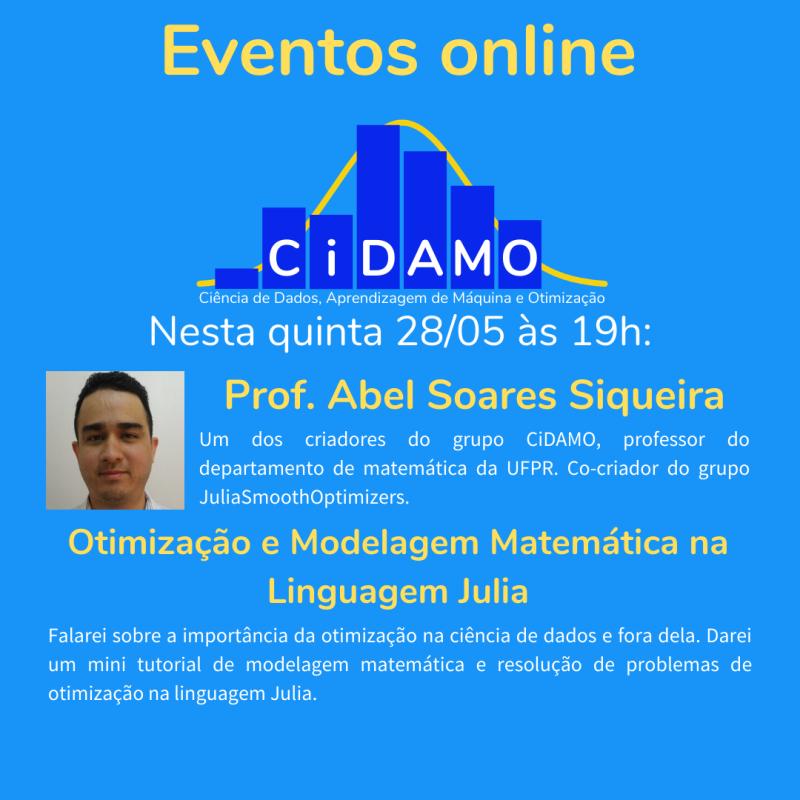 Eventos online
CiDAMO
Ciência de Dados, Aprendizagem de Máquina e Otimização
Nesta quinta 28/05 às 19h:
Prof. Abel Soares Siqueira
Um dos criadores do grupo CiDAMO, professor do
departamento de matemática da UFPR. Co-criador do grupo
JuliaSmoothOptimizers.
Otimização e Modelagem Matemática na
Linguagem Julia
Falarei sobre a importância da otimização na ciência de dados e fora dela. Darei
um mini tutorial de modelagem matemática e resolução de problemas de
otimização na linguagem Julia.